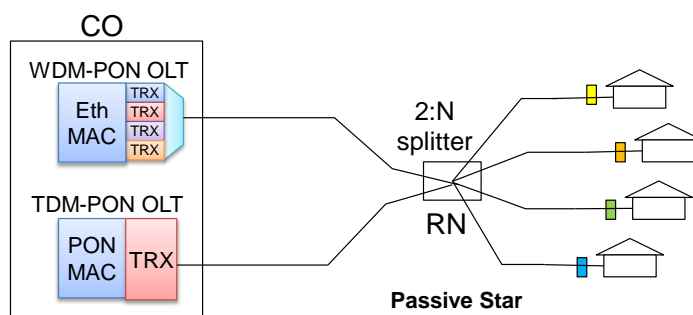 CO
WDM-PON OLT
Eth
MAC
TRX
TRX
TRX
TRX
2:N
splitter
RN
TDM-PON OLT
PON
MAC
TRX
Passive Star